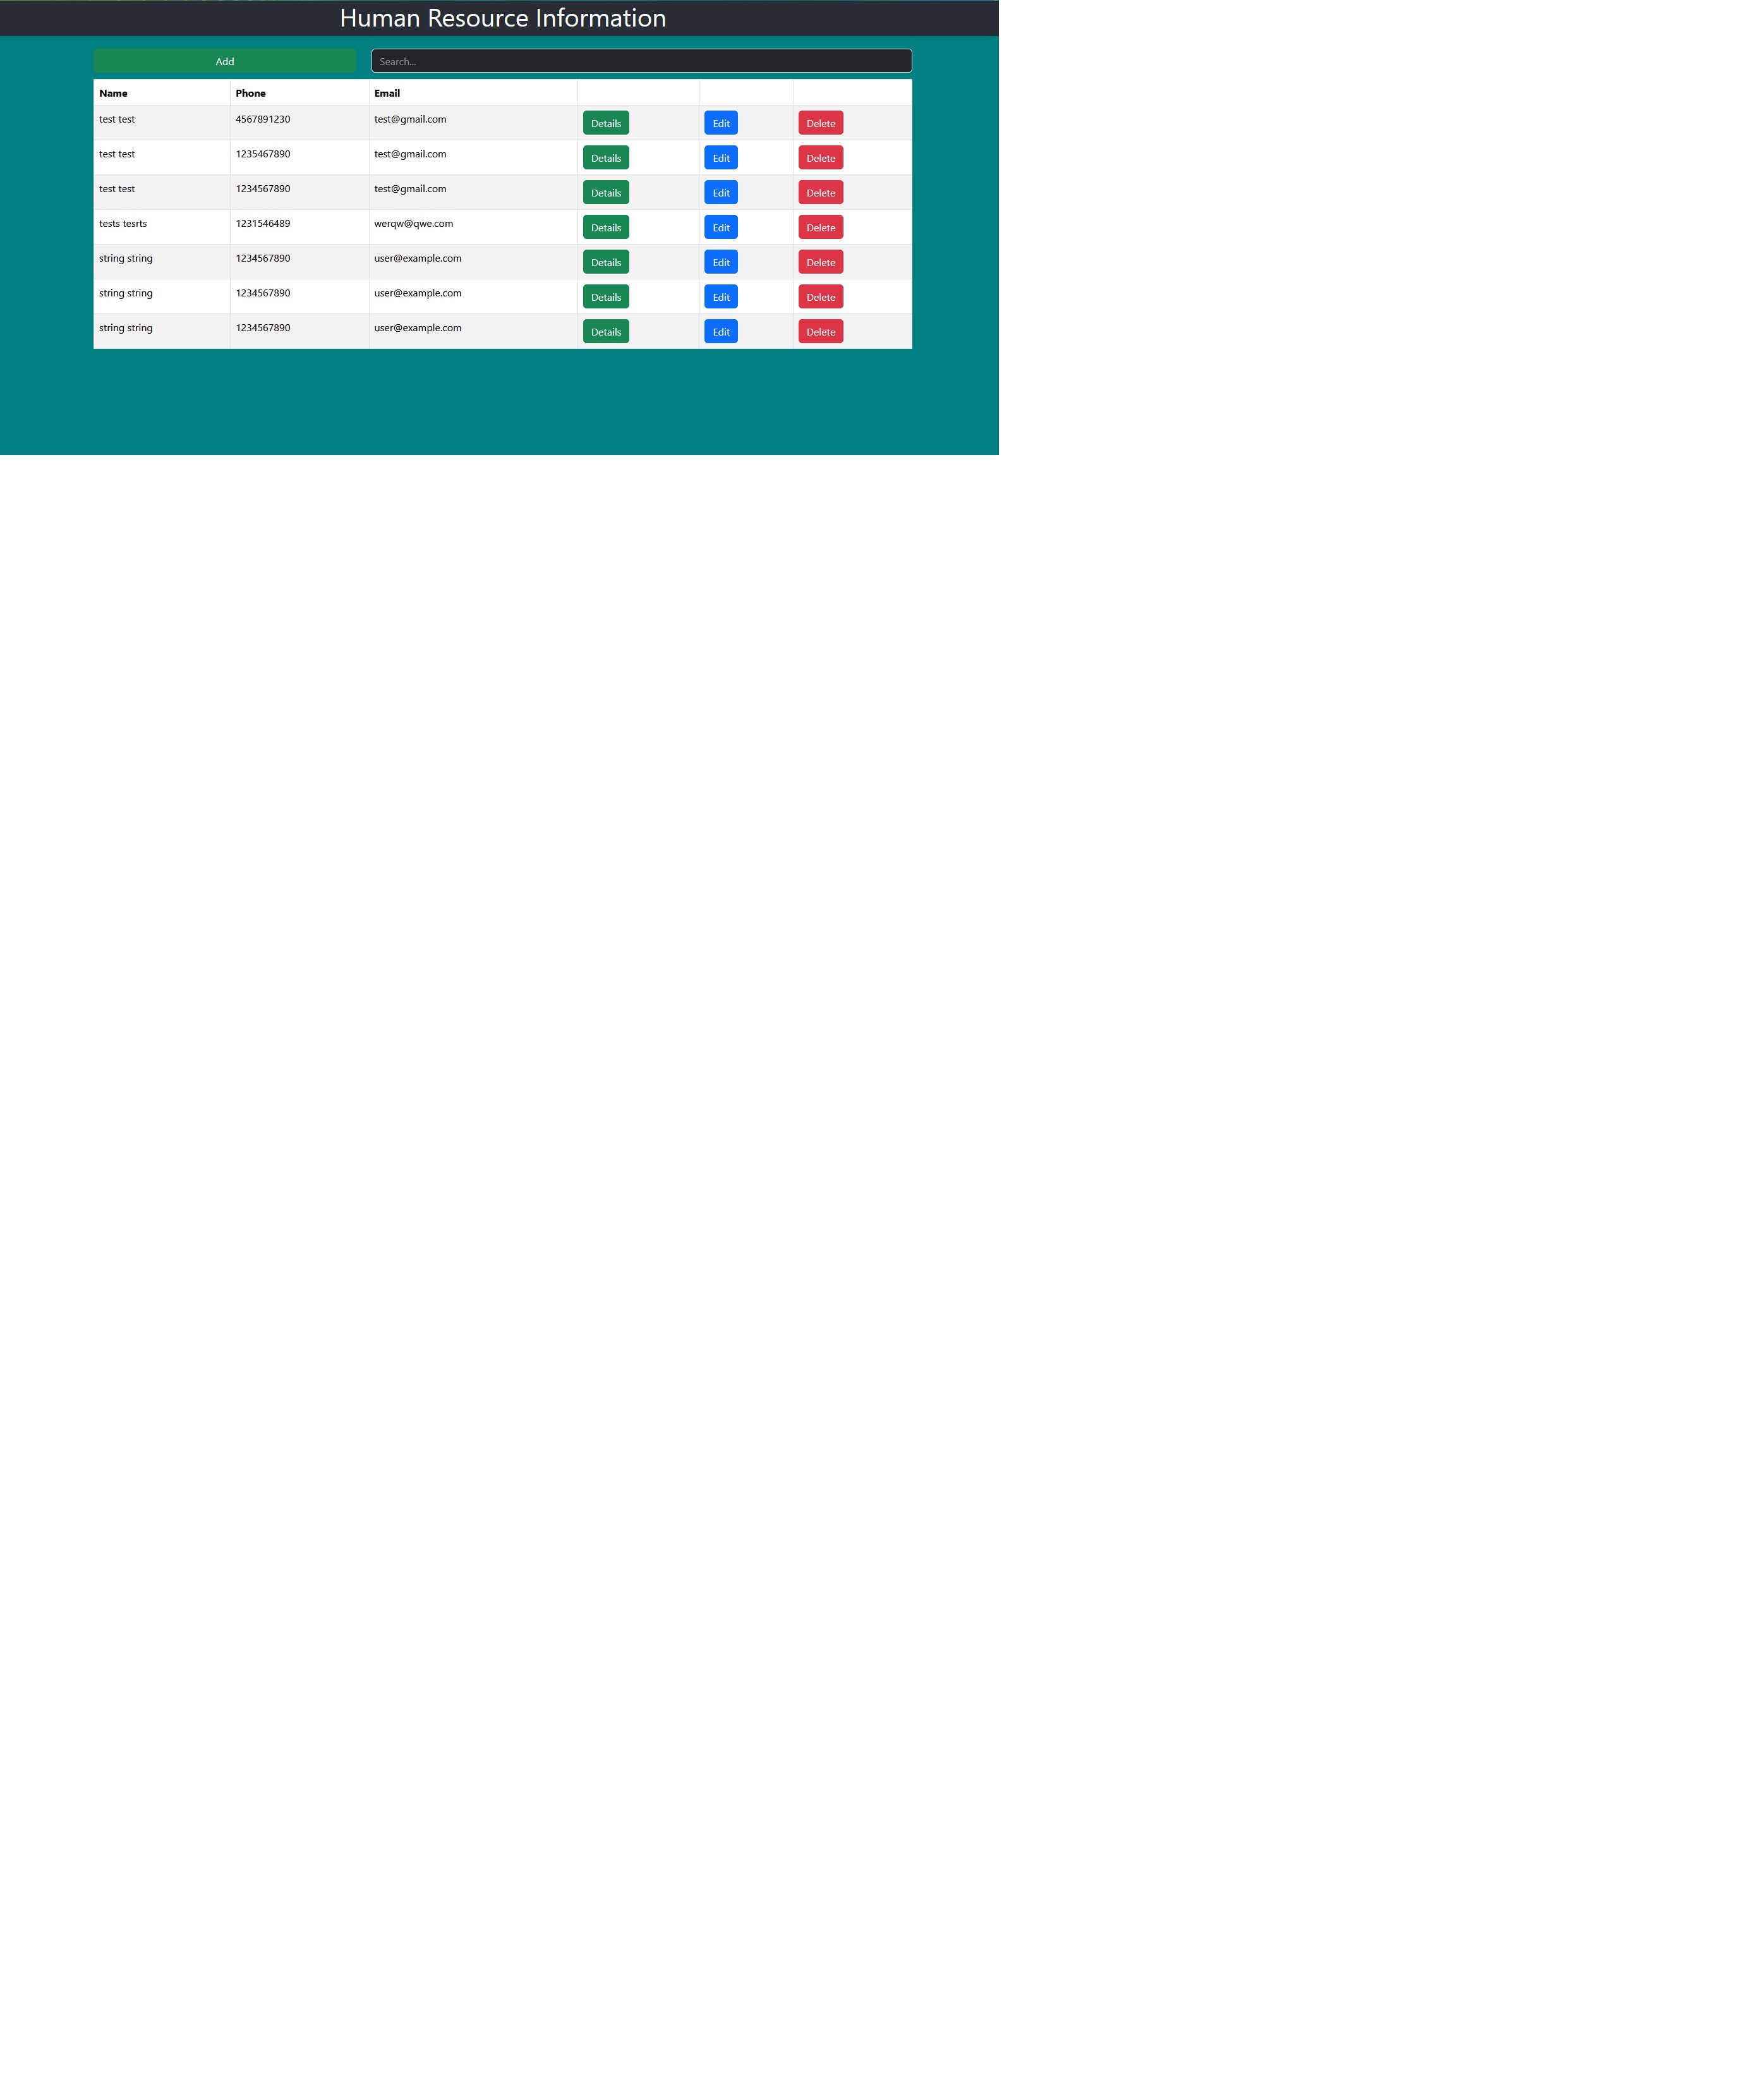 Human Resource Information
Add Search...
Name Phone Email
test test 4567891230 test@gmail.com Details Edit Delete
test test 1235467890 test@gmail.com Details Edit Delete
test test 1234567890 test@gmail.com Details Edit Delete
tests tesrts 1231546489 werqw@qwe.com Details Edit Delete
string string 1234567890 user@example.com Details Edit Delete
string string 1234567890 user@example.com Details Edit Delete
string string 1234567890 user@example.com Details Edit Delete